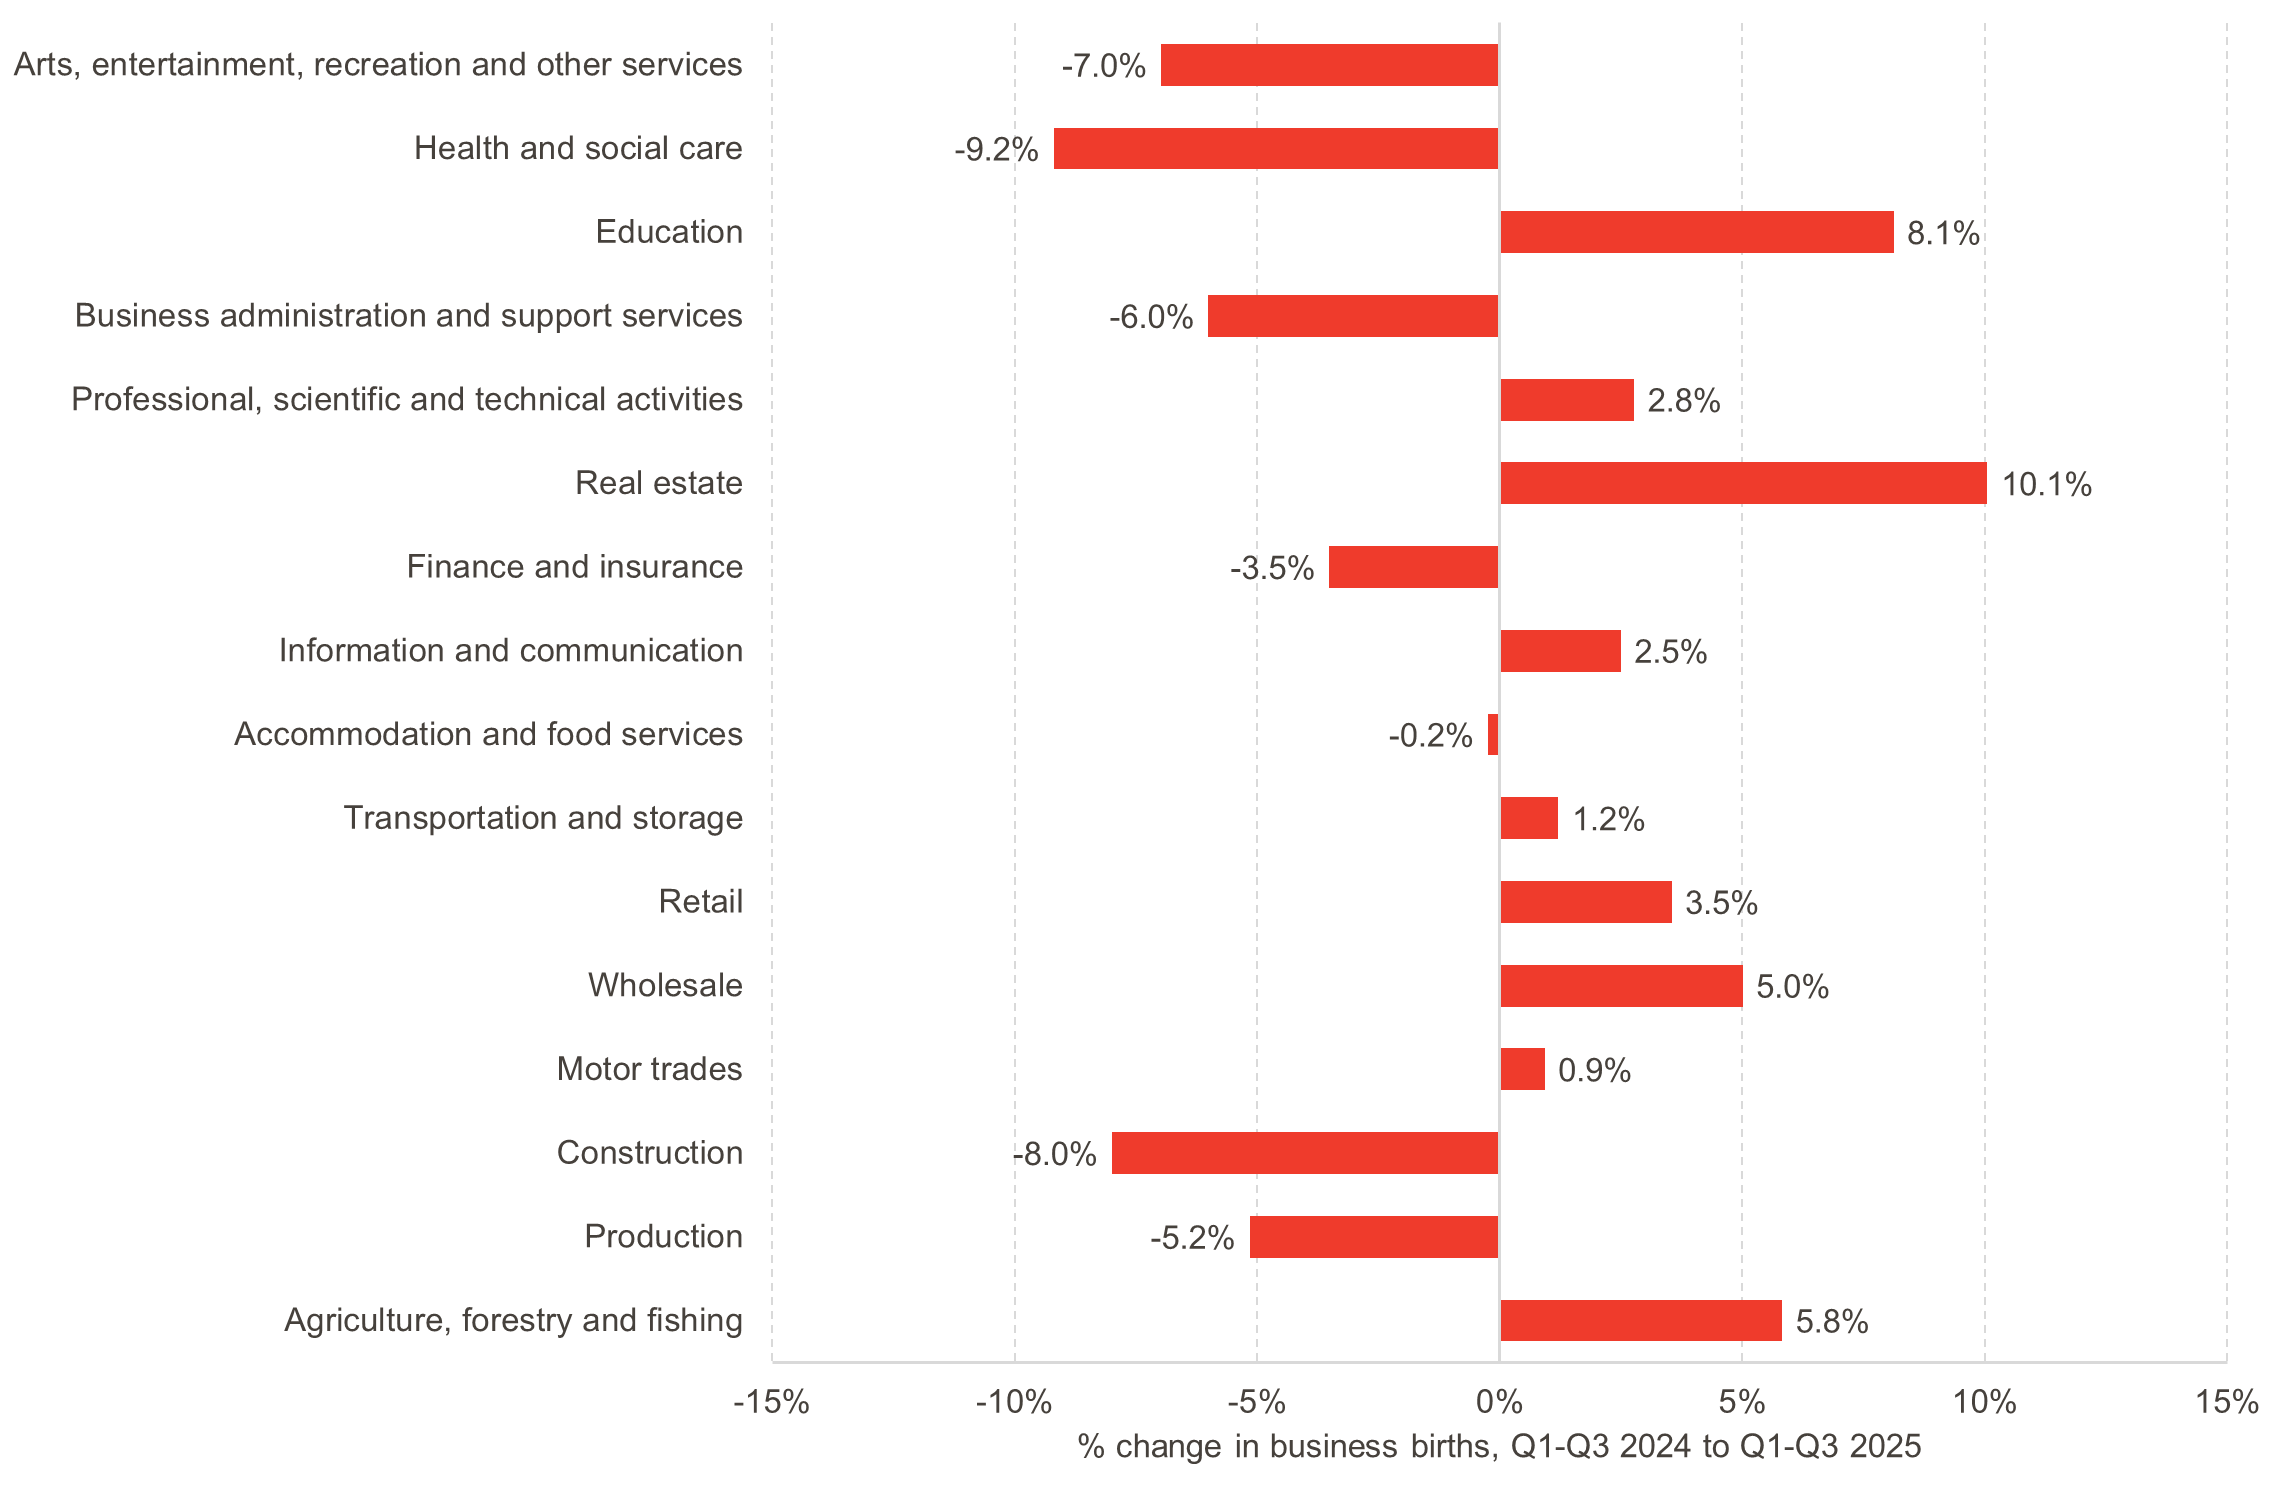 Arts, entertainment, recreation and other services -7.0%
Health and social care -9.2%
Education 8.1%
Business administration and support services -6.0%
Professional, scientific and technical activities 2.8%
Real estate 10.1%
Finance and insurance -3.5%
Information and communication 2.5%
Accommodation and food services -0.2%
Transportation and storage 1.2%
Retail 3.5%
Wholesale 5.0%
Motor trades 0.9%
Construction -8.0%
Production -5.2%
Agriculture, forestry and fishing 5.8%
-15% -10% -5% 0% 5% 10% 15%
% change in business births, Q1-Q3 2024 to Q1-Q3 2025